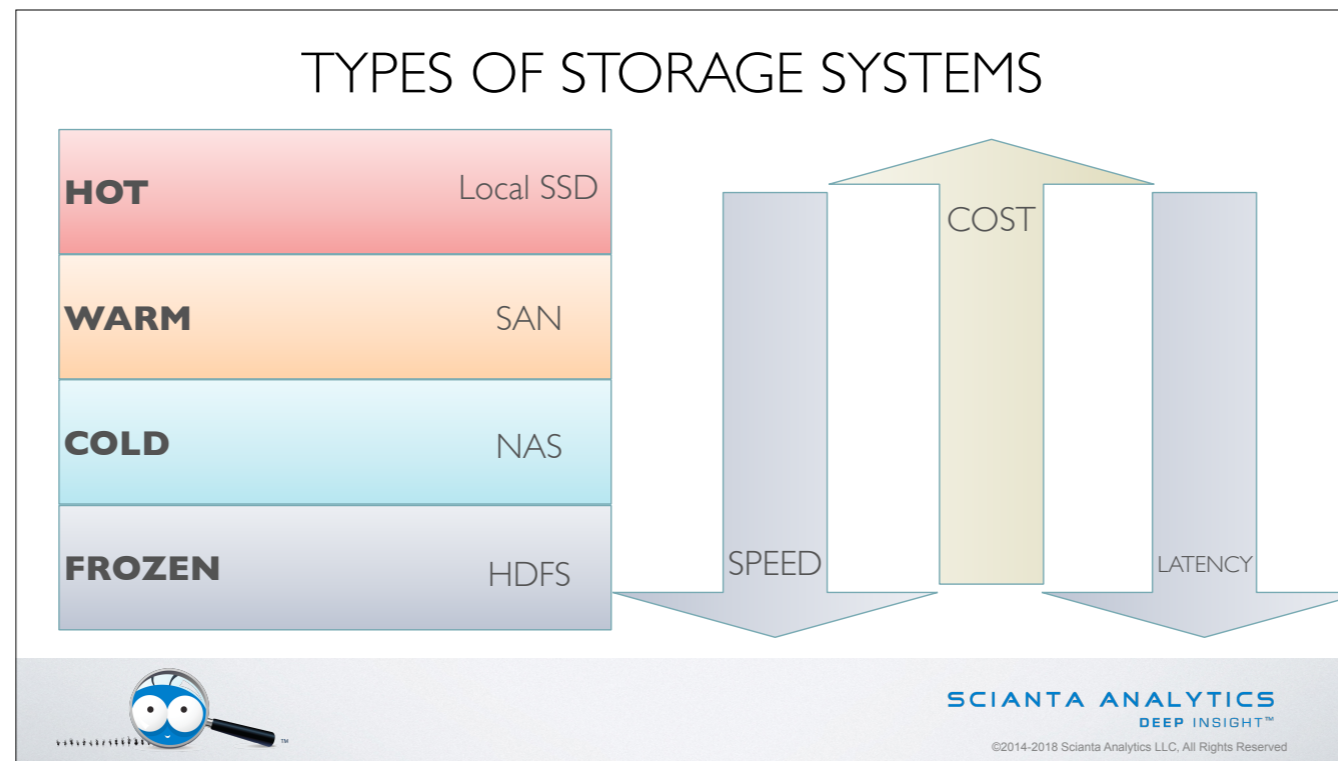 TYPES OF STORAGE SYSTEMS
HOT Local SSD
WARM SAN
COLD NAS
FROZEN HDFS
COST
SPEED
LATENCY
™
SCIANTA ANALYTICS
DEEP INSIGHT™
©2014-2018 Scianta Analytics LLC, All Rights Reserved